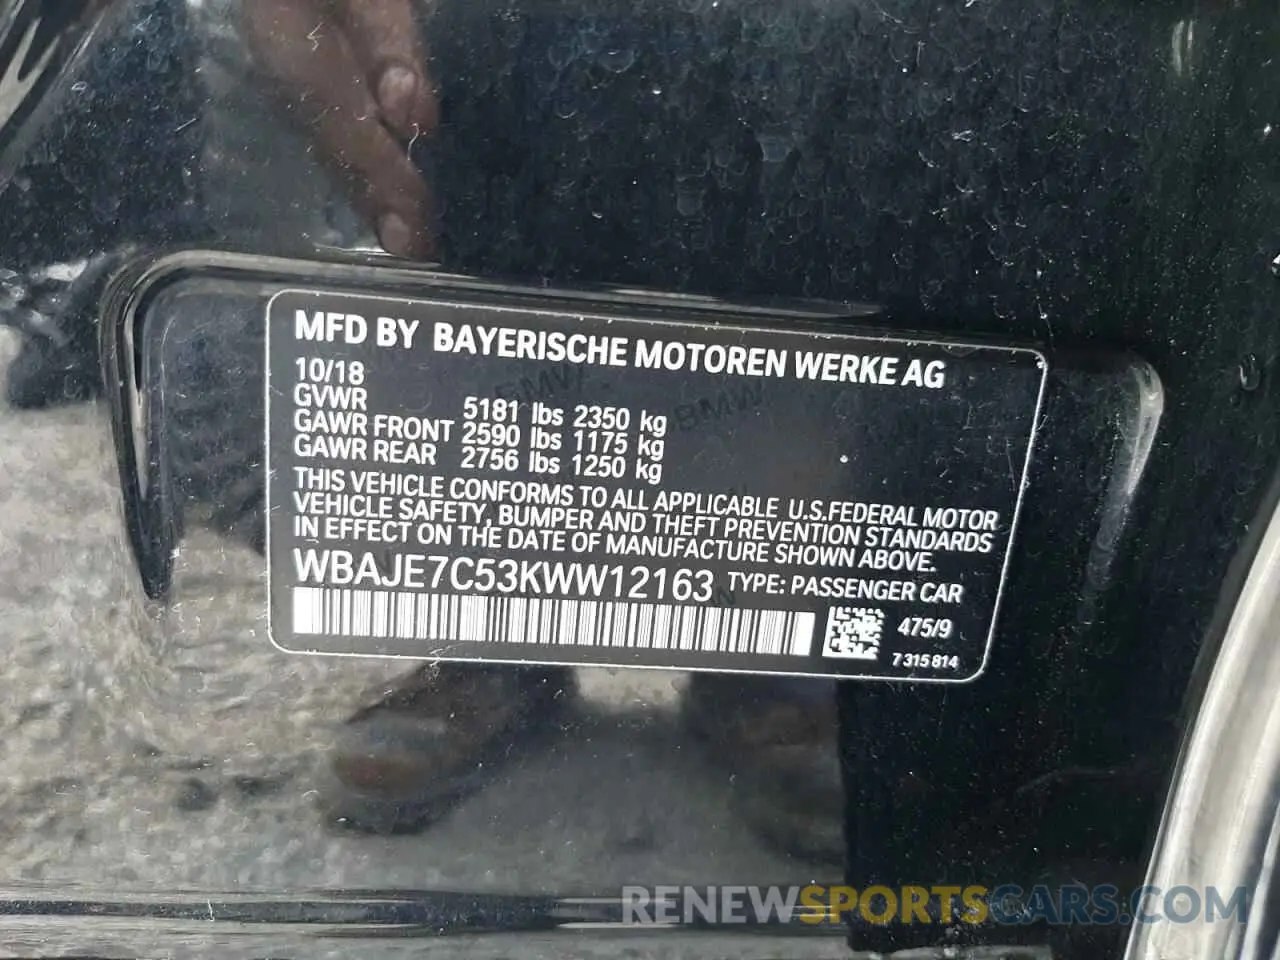 MFD BY BAYERISCHE MOTOREN WERKE AG
10/18
GVWR 5181 lbs 2350 kg
GAWR FRONT 2590 lbs 1175 kg
GAWR REAR 2756 lbs 1250 kg
THIS VEHICLE CONFORMS TO ALL APPLICABLE U.S.FEDERAL MOTOR
VEHICLE SAFETY, BUMPER AND THEFT PREVENTION STANDARDS
IN EFFECT ON THE DATE OF MANUFACTURE SHOWN ABOVE.
WBAJE7C53KWW12163 TYPE: PASSENGER CAR
475/9
7 315 814
RENEWSPORTSCARS.COM